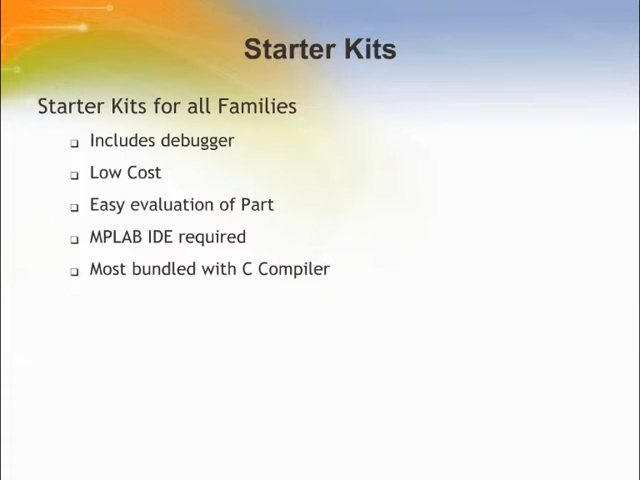 Starter Kits
Starter Kits for all Families
❑ Includes debugger
❑ Low Cost
❑ Easy evaluation of Part
❑ MPLAB IDE required
❑ Most bundled with C Compiler